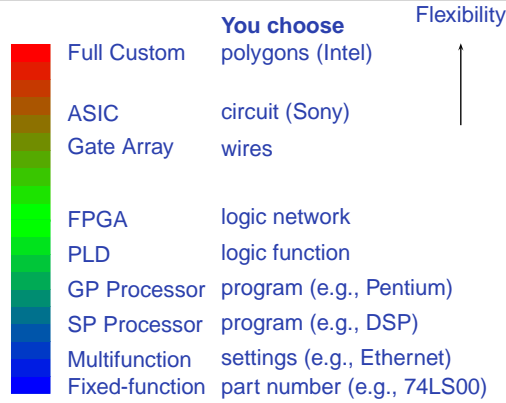 Flexibility
You choose
Full Custom polygons (Intel)
ASIC circuit (Sony)
Gate Array wires
FPGA logic network
PLD logic function
GP Processor program (e.g., Pentium)
SP Processor program (e.g., DSP)
Multifunction settings (e.g., Ethernet)
Fixed-function part number (e.g., 74LS00)